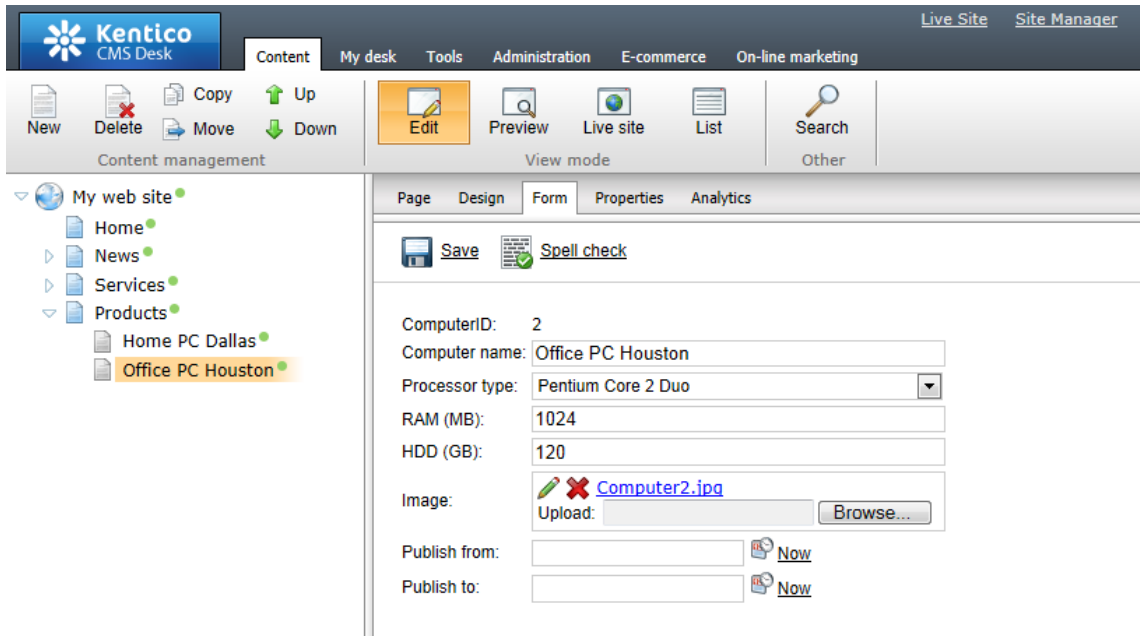 Live Site Site Manager
Kentico
CMS Desk
Content My desk Tools Administration E-commerce On-line marketing
New Delete Copy Move Up Down
Content management
Edit Preview Live site List
View mode
Search
Other
My web site
Home
News
Services
Products
Home PC Dallas
Office PC Houston
Page Design Form Properties Analytics
Save Spell check
ComputerID: 2
Computer name: Office PC Houston
Processor type: Pentium Core 2 Duo
RAM (MB): 1024
HDD (GB): 120
Image: Computer2.jpg
Upload: Browse...
Publish from: Now
Publish to: Now